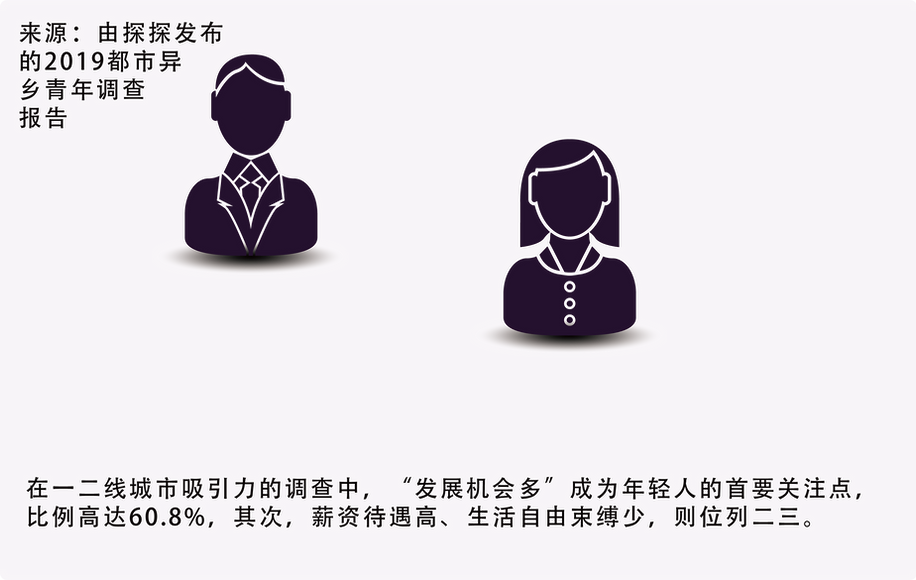 来源：由探探发布
的2019都市异
乡青年调查
报告
在一二线城市吸引力的调查中，“发展机会多”成为年轻人的首要关注点，
比例高达60.8%，其次，薪资待遇高、生活自由束缚少，则位列二三。